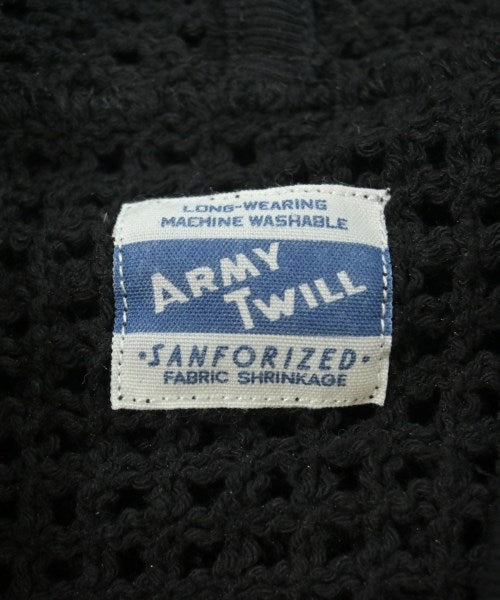 LONG-WEARING
MACHINE WASHABLE
ARMY
TWILL
·SANFORIZED·
FABRIC SHRINKAGE